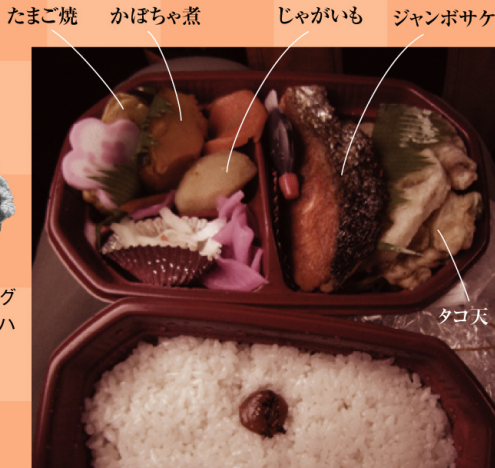 たまご焼
かぼちゃ煮
じゃがいも
ジャンボサケ
タコ天
グ
ハ